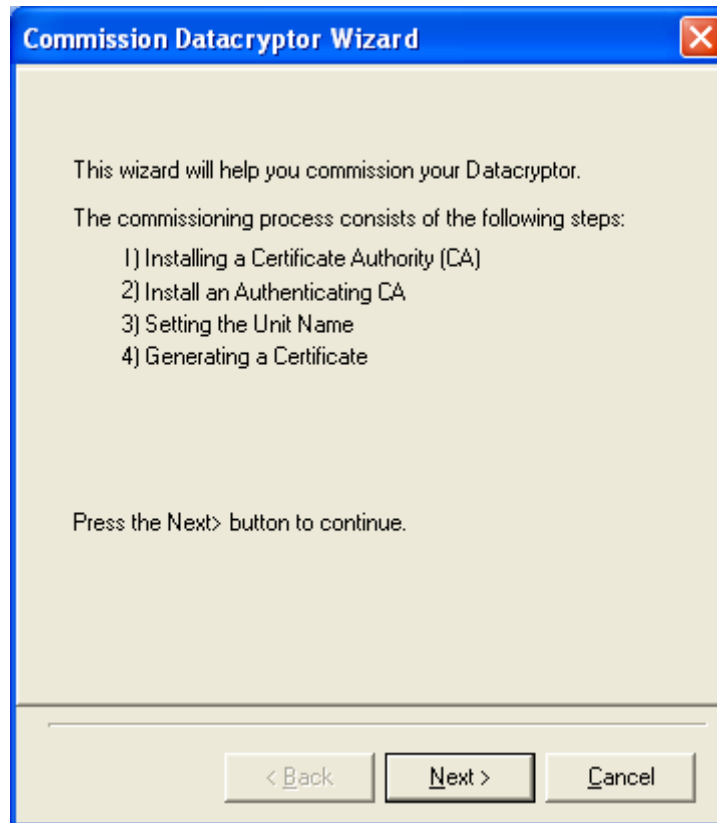 Commission Datacryptor Wizard
This wizard will help you commission your Datacryptor.
The commissioning process consists of the following steps:
1) Installing a Certificate Authority (CA)
2) Install an Authenticating CA
3) Setting the Unit Name
4) Generating a Certificate
Press the Next> button to continue.
< Back Next > Cancel